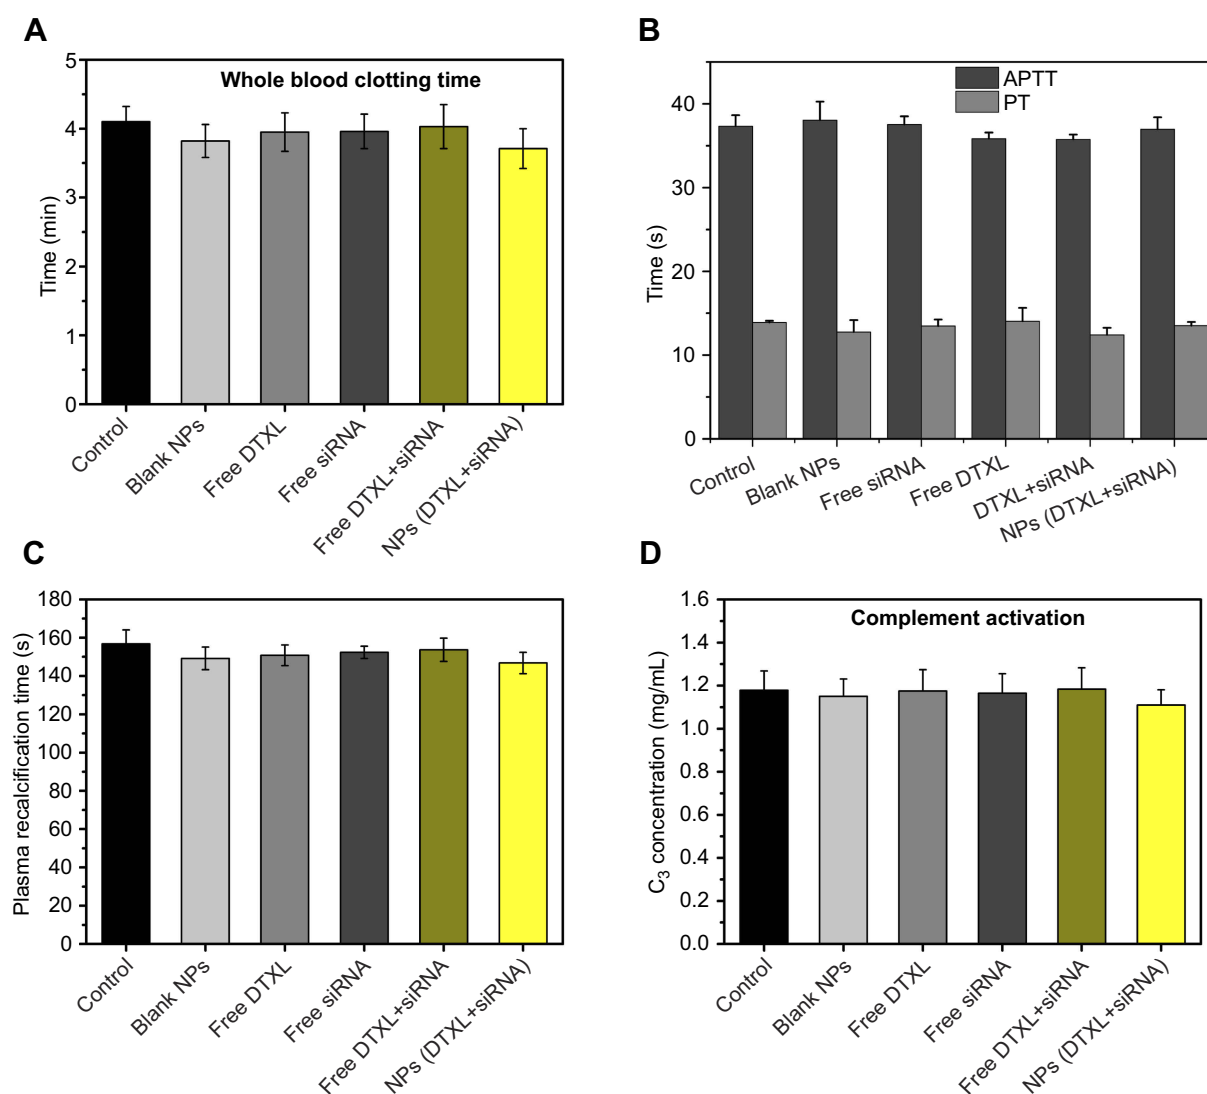 A
Whole blood clotting time
Time (min)
5
4
3
2
1
0
Control
Blank NPs
Free DTXL
Free siRNA
Free DTXL+siRNA
NPs (DTXL+siRNA)
B
APTT
PT
Time (s)
40
30
20
10
0
Control
Blank NPs
Free siRNA
Free DTXL
DTXL+siRNA
NPs (DTXL+siRNA)
C
Plasma recalcification time (s)
180
160
140
120
100
80
60
40
20
0
Control
Blank NPs
Free DTXL
Free siRNA
Free DTXL+siRNA
NPs (DTXL+siRNA)
D
Complement activation
C₃ concentration (mg/mL)
1.6
1.4
1.2
1.0
0.8
0.6
0.4
0.2
0.0
Control
Blank NPs
Free DTXL
Free siRNA
Free DTXL+siRNA
NPs (DTXL+siRNA)